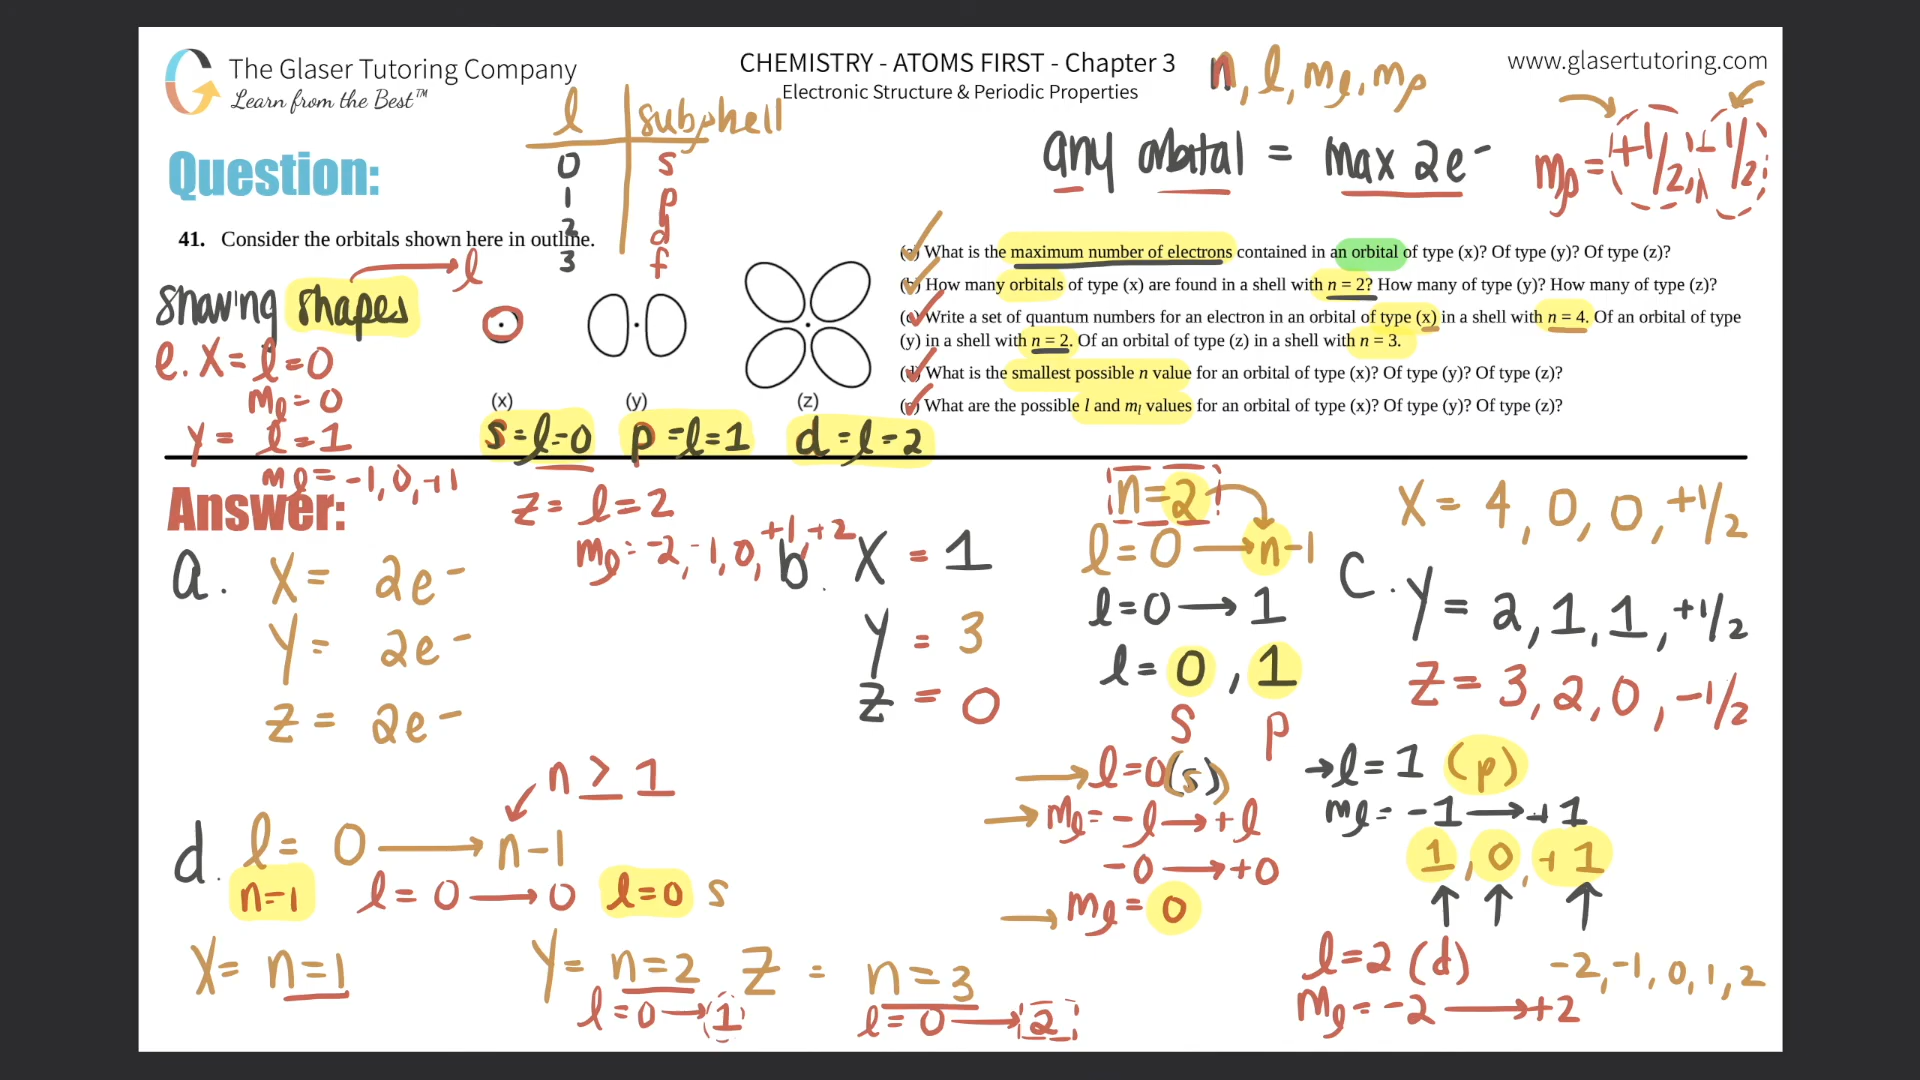 The Glaser Tutoring Company
Learn from the Best™
CHEMISTRY - ATOMS FIRST - Chapter 3
Electronic Structure & Periodic Properties
www.glasertutoring.com
n, l, ml, ms
any orbital = max 2e-
ms = +1/2, -1/2
l | subshell
0 | s
1 | p
2 | d
3 | f
Question:
41. Consider the orbitals shown here in outline.
(x)
(y)
(z)
(a) What is the maximum number of electrons contained in an orbital of type (x)? Of type (y)? Of type (z)?
(b) How many orbitals of type (x) are found in a shell with n = 2? How many of type (y)? How many of type (z)?
(c) Write a set of quantum numbers for an electron in an orbital of type (x) in a shell with n = 4. Of an orbital of type
(y) in a shell with n = 2. Of an orbital of type (z) in a shell with n = 3.
(d) What is the smallest possible n value for an orbital of type (x)? Of type (y)? Of type (z)?
(e) What are the possible l and ml values for an orbital of type (x)? Of type (y)? Of type (z)?
shapes → l
s = l = 0
p = l = 1
d = l = 2
e. X = l = 0
ml = 0
Y = l = 1
ml = -1, 0, +1
Z = l = 2
ml = -2, -1, 0, +1, +2
Answer:
a. X = 2e-
Y = 2e-
Z = 2e-
b. X = 1
Y = 3
Z = 0
n = 2
l = 0 → n-1
l = 0 → 1
l = 0, 1
s p
l = 0 (s)
ml = -l → +l
-0 → +0
ml = 0
c. X = 4, 0, 0, +1/2
Y = 2, 1, 1, +1/2
Z = 3, 2, 0, -1/2
→ l = 1 (p)
ml = -1 → +1
1, 0, +1
l = 2 (d)
-2, -1, 0, 1, 2
ml = -2 → +2
n ≥ 1
d. l = 0 → n-1
n = 1 l = 0 → 0 l = 0 s
X = n = 1
Y = n = 2
l = 0 → 1
Z = n = 3
l = 0 → 2